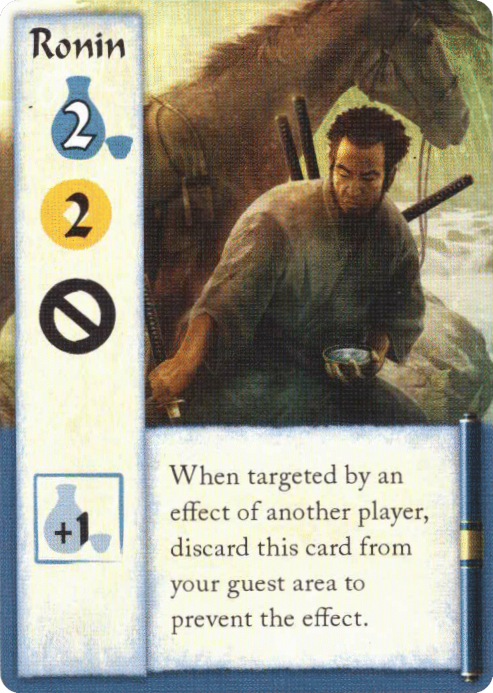 Ronin
2
2
+1
When targeted by an
effect of another player,
discard this card from
your guest area to
prevent the effect.